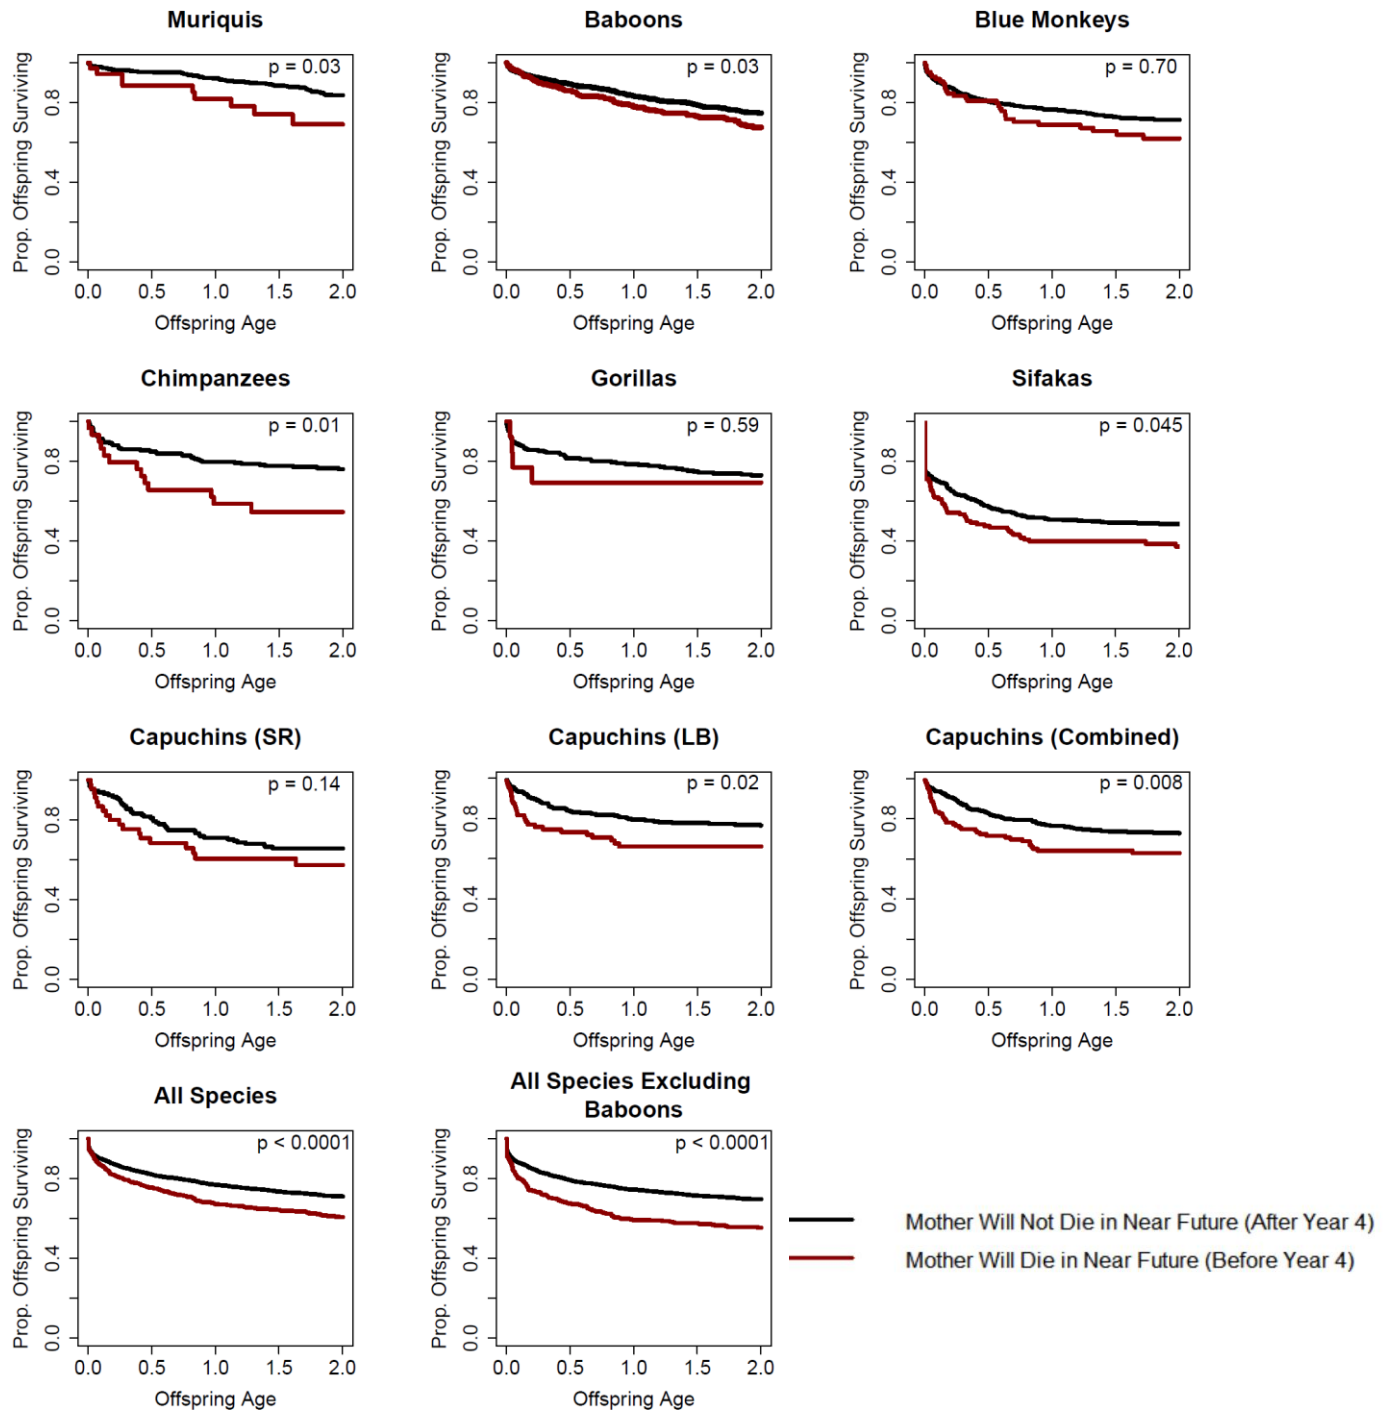 Muriquis
Baboons
Blue Monkeys
Prop. Offspring Surviving
0.0 0.4 0.8
p = 0.03
0.0 0.5 1.0 1.5 2.0
Offspring Age
Prop. Offspring Surviving
0.0 0.4 0.8
p = 0.03
0.0 0.5 1.0 1.5 2.0
Offspring Age
Prop. Offspring Surviving
0.0 0.4 0.8
p = 0.70
0.0 0.5 1.0 1.5 2.0
Offspring Age
Chimpanzees
Gorillas
Sifakas
Prop. Offspring Surviving
0.0 0.4 0.8
p = 0.01
0.0 0.5 1.0 1.5 2.0
Offspring Age
Prop. Offspring Surviving
0.0 0.4 0.8
p = 0.59
0.0 0.5 1.0 1.5 2.0
Offspring Age
Prop. Offspring Surviving
0.0 0.4 0.8
p = 0.045
0.0 0.5 1.0 1.5 2.0
Offspring Age
Capuchins (SR)
Capuchins (LB)
Capuchins (Combined)
Prop. Offspring Surviving
0.0 0.4 0.8
p = 0.14
0.0 0.5 1.0 1.5 2.0
Offspring Age
Prop. Offspring Surviving
0.0 0.4 0.8
p = 0.02
0.0 0.5 1.0 1.5 2.0
Offspring Age
Prop. Offspring Surviving
0.0 0.4 0.8
p = 0.008
0.0 0.5 1.0 1.5 2.0
Offspring Age
All Species
All Species Excluding
Baboons
Prop. Offspring Surviving
0.0 0.4 0.8
p < 0.0001
0.0 0.5 1.0 1.5 2.0
Offspring Age
Prop. Offspring Surviving
0.0 0.4 0.8
p < 0.0001
0.0 0.5 1.0 1.5 2.0
Offspring Age
Mother Will Not Die in Near Future (After Year 4)
Mother Will Die in Near Future (Before Year 4)